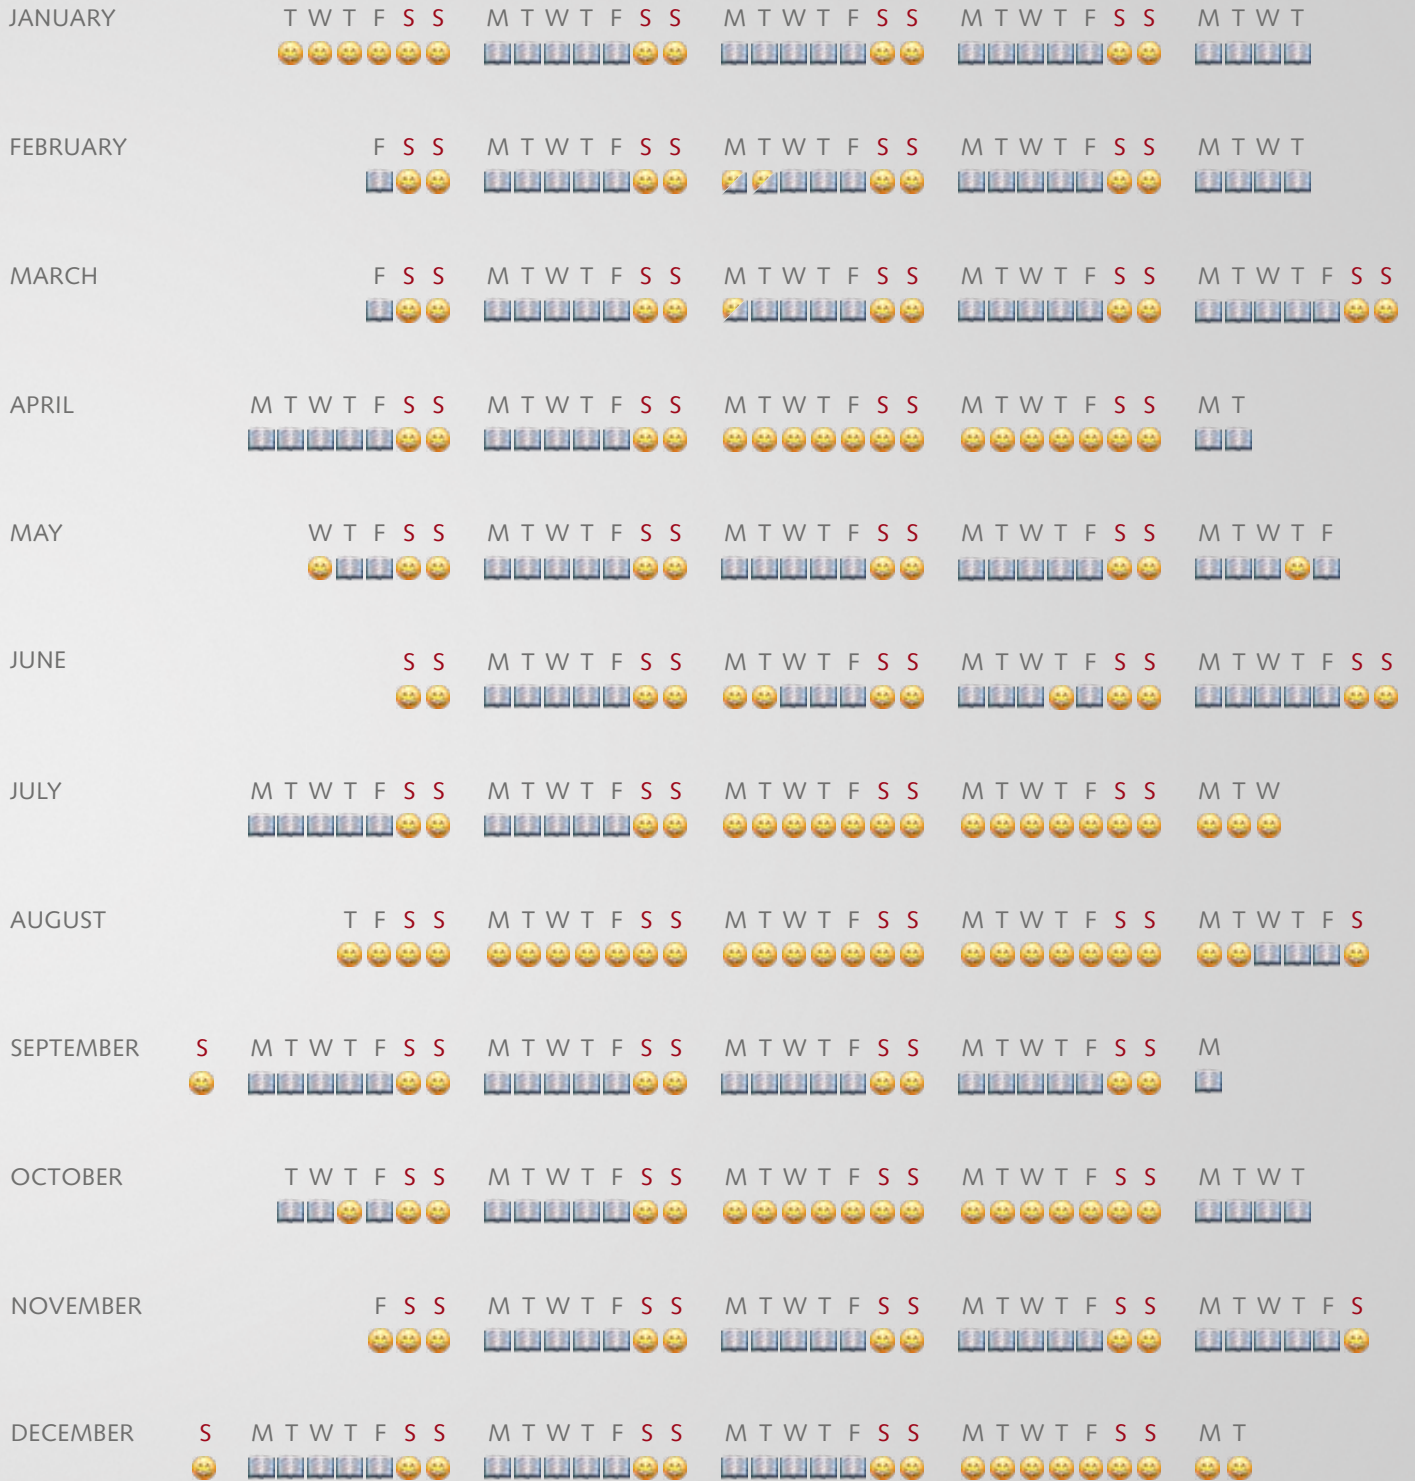 JANUARY T W T F S S M T W T F S S M T W T F S S M T W T F S S M T W T
FEBRUARY F S S M T W T F S S M T W T F S S M T W T F S S M T W T
MARCH F S S M T W T F S S M T W T F S S M T W T F S S M T W T F S S
APRIL M T W T F S S M T W T F S S M T W T F S S M T W T F S S M T
MAY W T F S S M T W T F S S M T W T F S S M T W T F S S M T W T F
JUNE S S M T W T F S S M T W T F S S M T W T F S S M T W T F S S
JULY M T W T F S S M T W T F S S M T W T F S S M T W T F S S M T W
AUGUST T F S S M T W T F S S M T W T F S S M T W T F S S M T W T F S
SEPTEMBER S M T W T F S S M T W T F S S M T W T F S S M T W T F S S M
OCTOBER T W T F S S M T W T F S S M T W T F S S M T W T F S S M T W T
NOVEMBER F S S M T W T F S S M T W T F S S M T W T F S S M T W T F S
DECEMBER S M T W T F S S M T W T F S S M T W T F S S M T W T F S S M T